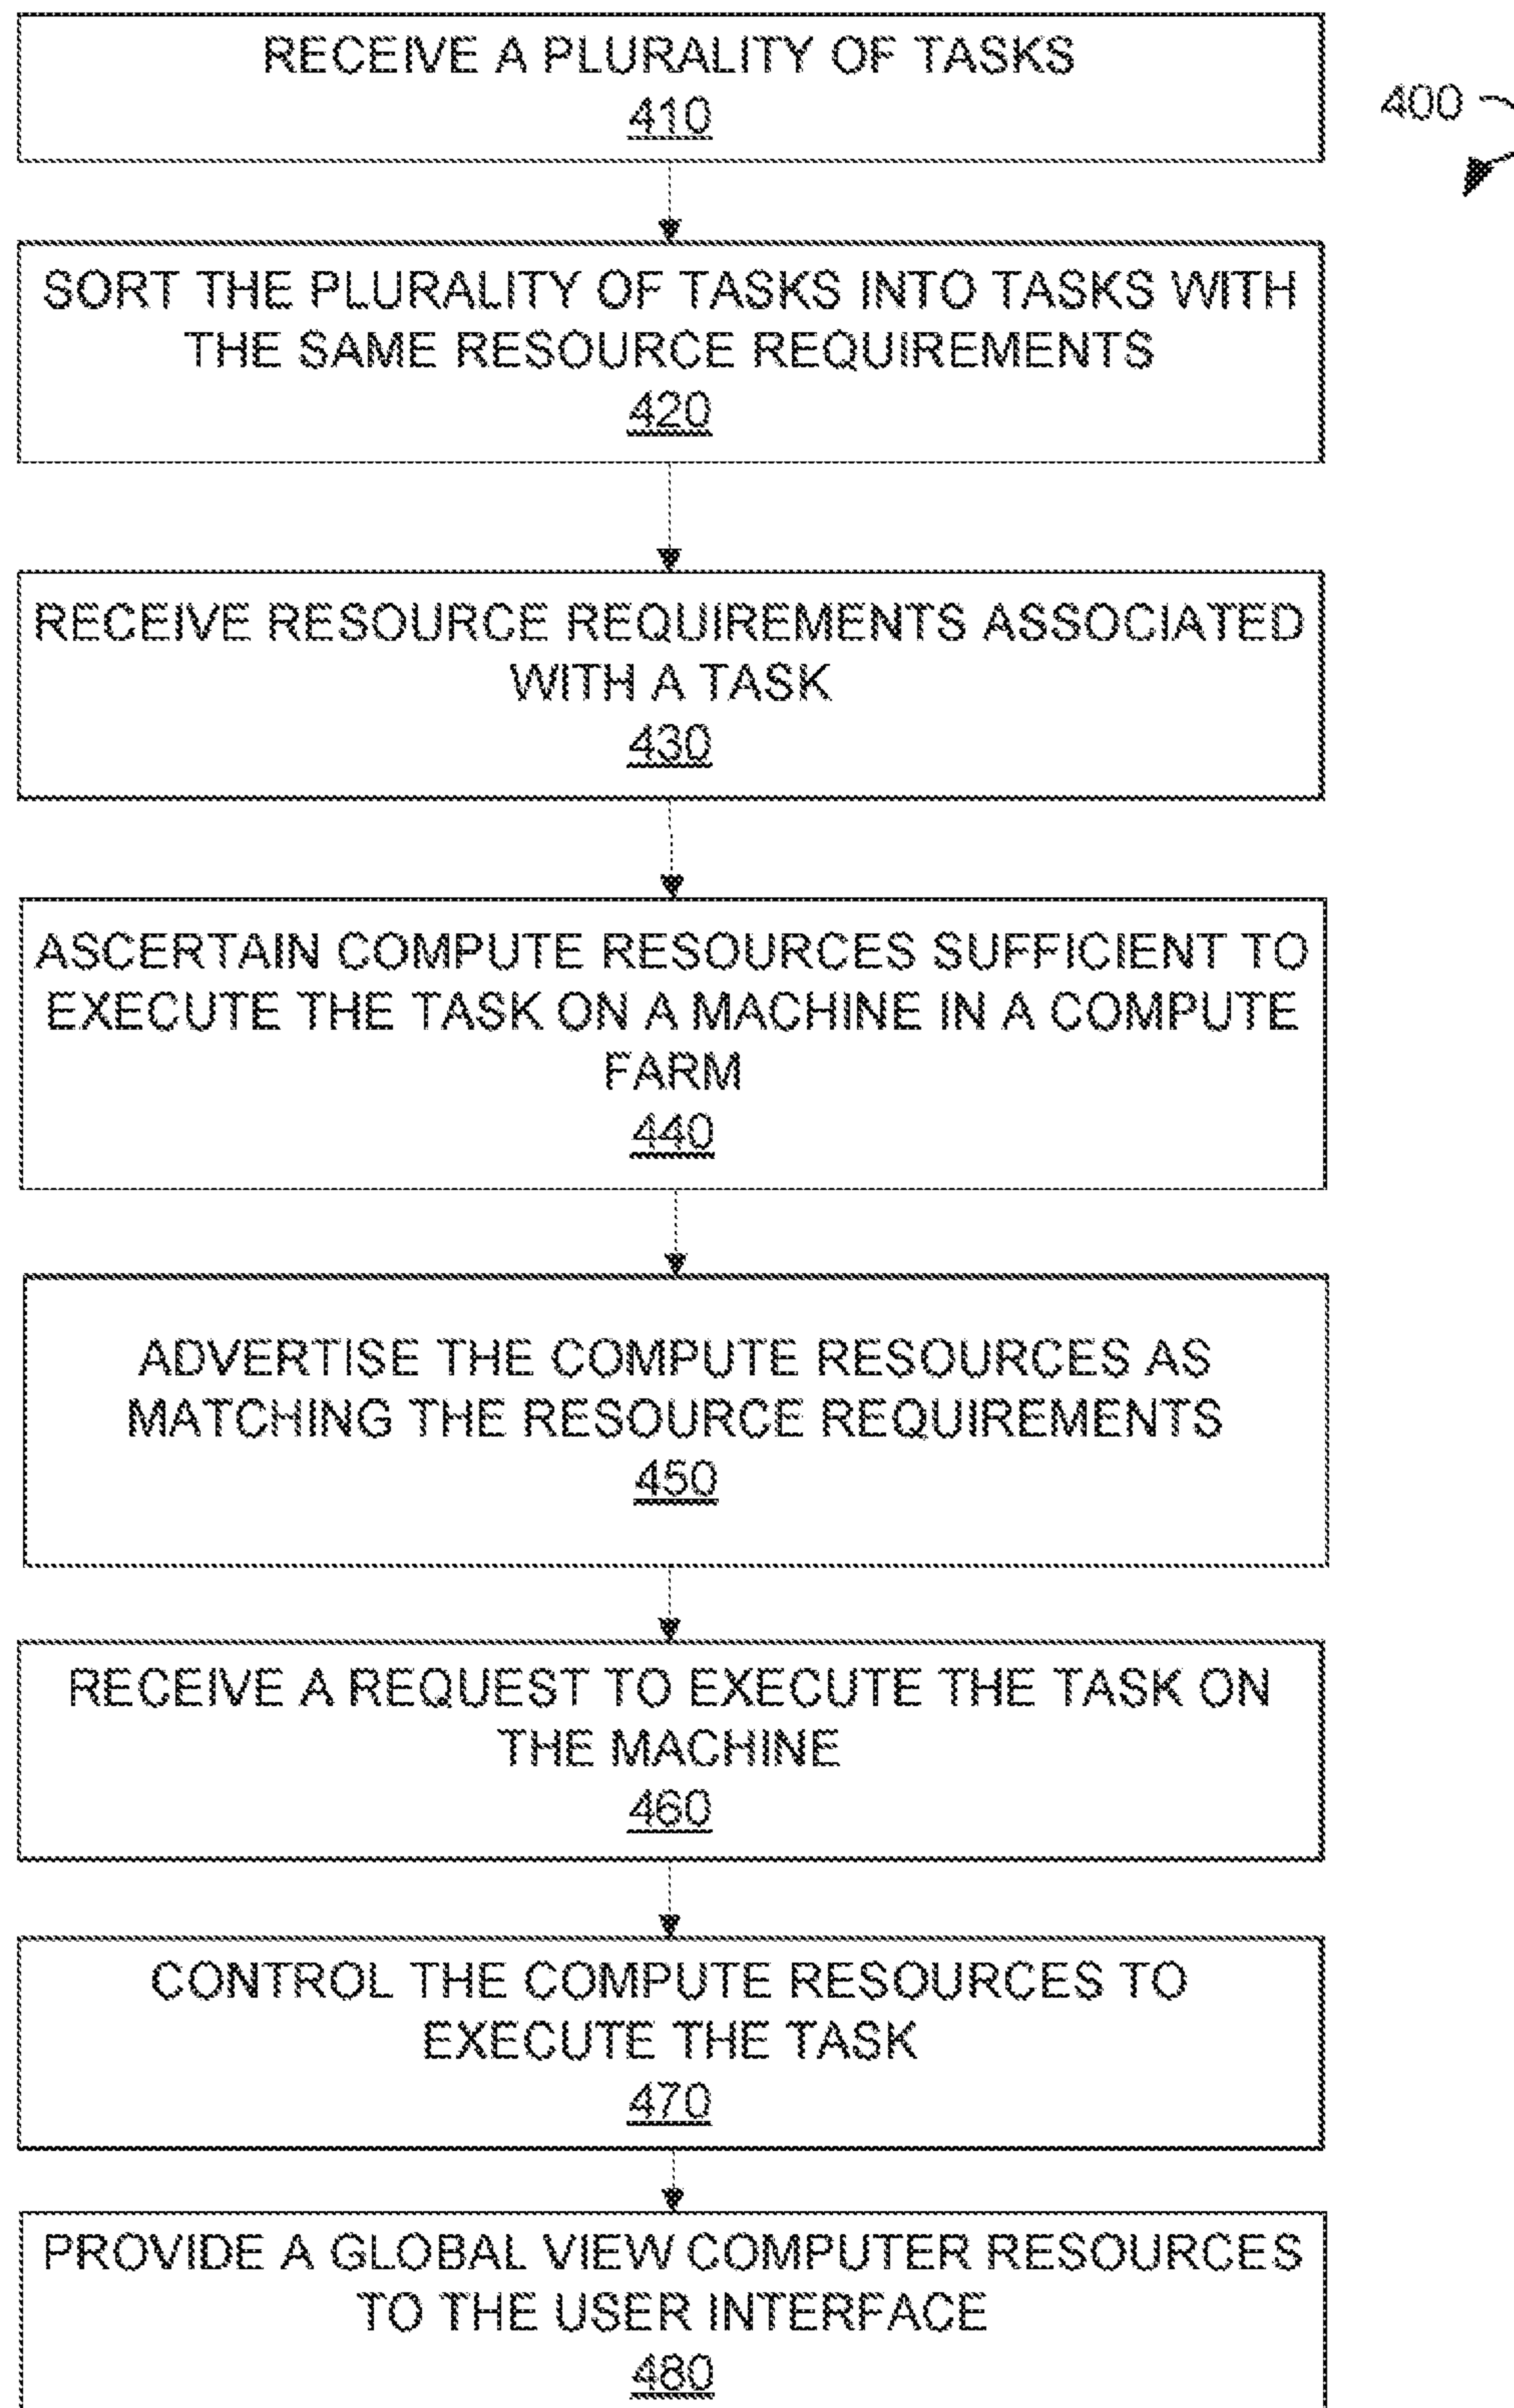 RECEIVE A PLURALITY OF TASKS
410
400
SORT THE PLURALITY OF TASKS INTO TASKS WITH
THE SAME RESOURCE REQUIREMENTS
420
RECEIVE RESOURCE REQUIREMENTS ASSOCIATED
WITH A TASK
430
ASCERTAIN COMPUTE RESOURCES SUFFICIENT TO
EXECUTE THE TASK ON A MACHINE IN A COMPUTE
FARM
440
ADVERTISE THE COMPUTE RESOURCES AS
MATCHING THE RESOURCE REQUIREMENTS
450
RECEIVE A REQUEST TO EXECUTE THE TASK ON
THE MACHINE
460
CONTROL THE COMPUTE RESOURCES TO
EXECUTE THE TASK
470
PROVIDE A GLOBAL VIEW COMPUTER RESOURCES
TO THE USER INTERFACE
480